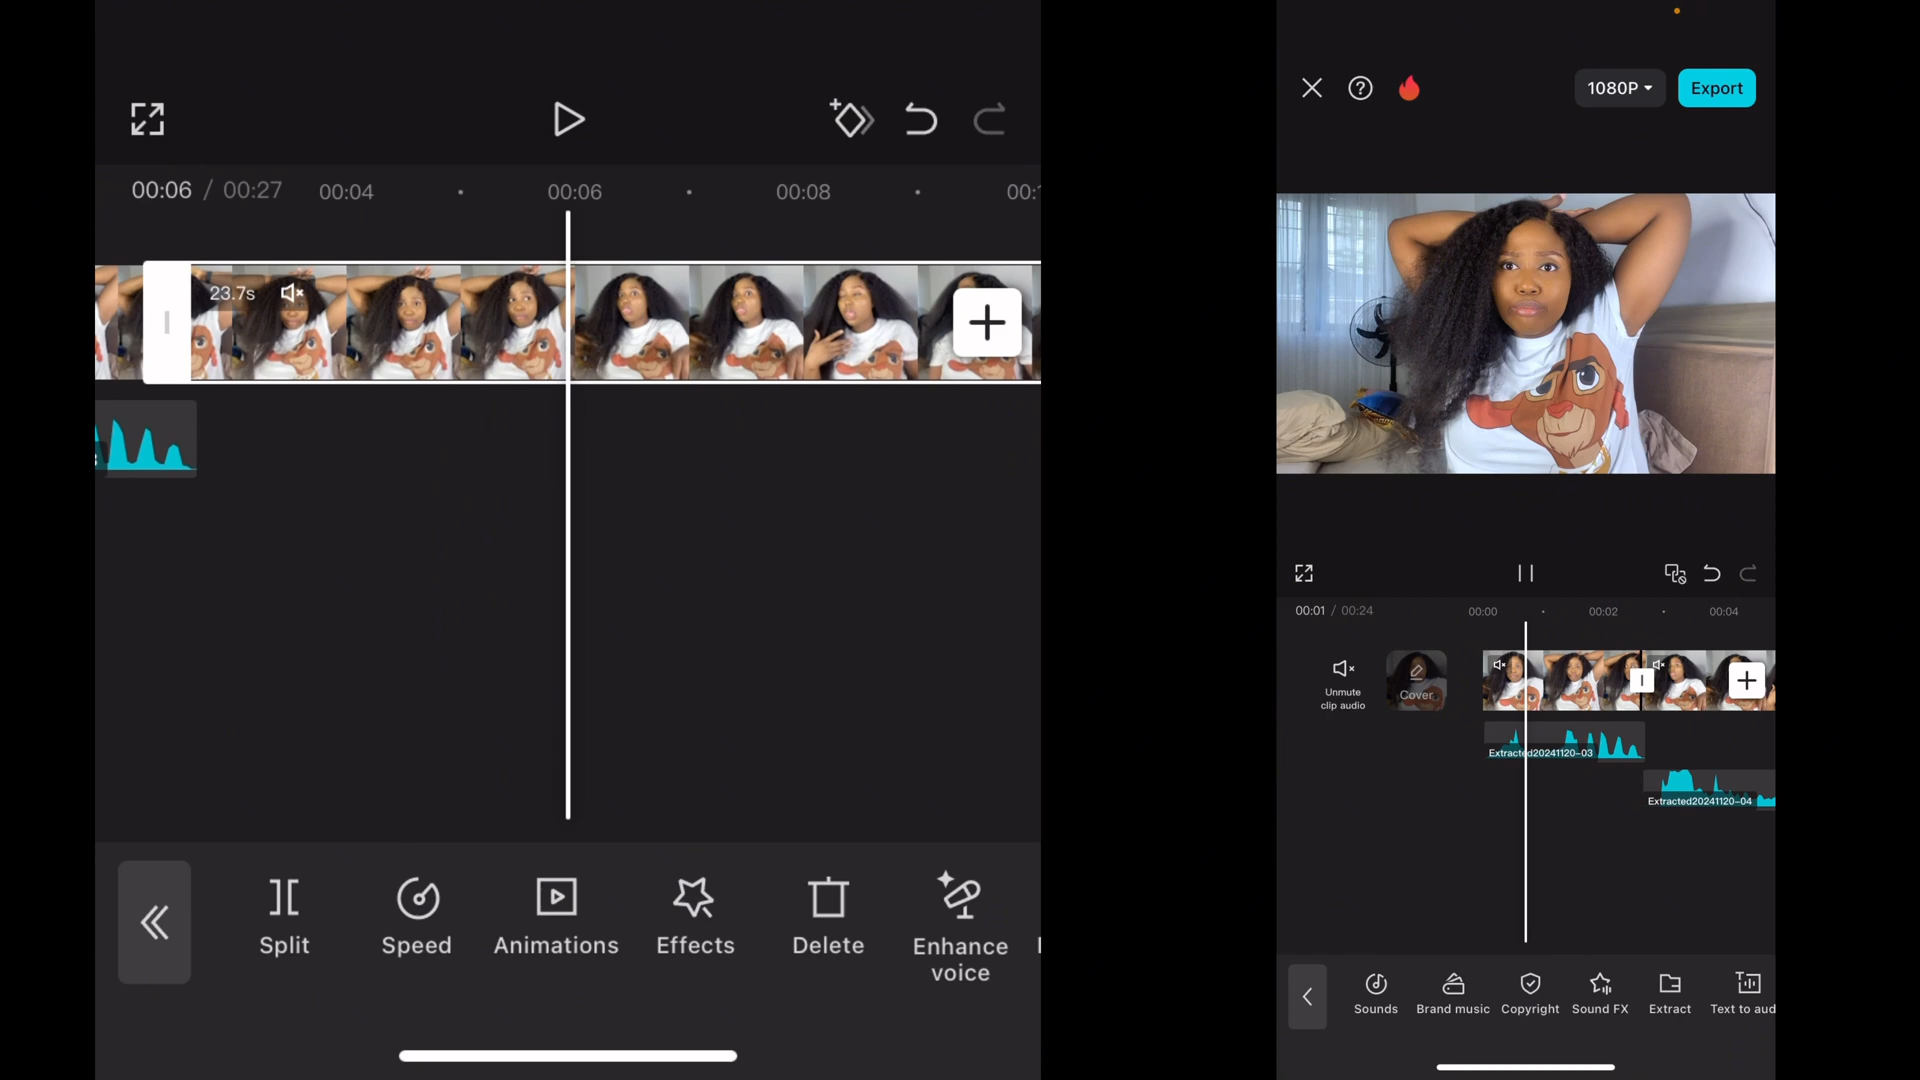 00:06 / 00:27 00:04 00:06 00:08
23.7s
Split Speed Animations Effects Delete Enhance voice
1080P Export
00:01 / 00:24 00:00 00:02 00:04
Unmute
clip audio
Cover
Extracted20241120-03
Extracted20241120-04
Sounds Brand music Copyright Sound FX Extract Text to aud